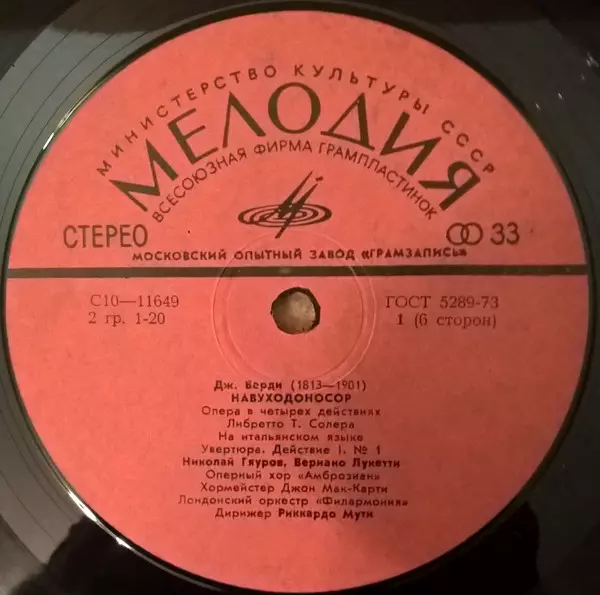 МИНИСТЕРСТВО КУЛЬТУРЫ СССР
МЕЛОДИЯ
ВСЕСОЮЗНАЯ ФИРМА ГРАМПЛАСТИНОК
СТЕРЕО
33
МОСКОВСКИЙ ОПЫТНЫЙ ЗАВОД «ГРАМЗАПИСЬ»
С10—11649
ГОСТ 5289-73
2 гр. 1-20
1 (6 сторон)
Дж. Верди (1813—1901)
НАВУХОДОНОСОР
Опера в четырех действиях
Либретто Т. Солера
На итальянском языке
Увертюра. Действие I. № 1
Николай Гяуров, Вериано Лукетти
Оперный хор «Амброзиан»
Хормейстер Джон Мак-Карти
Лондонский оркестр «Филармония»
Дирижер Риккардо Мути